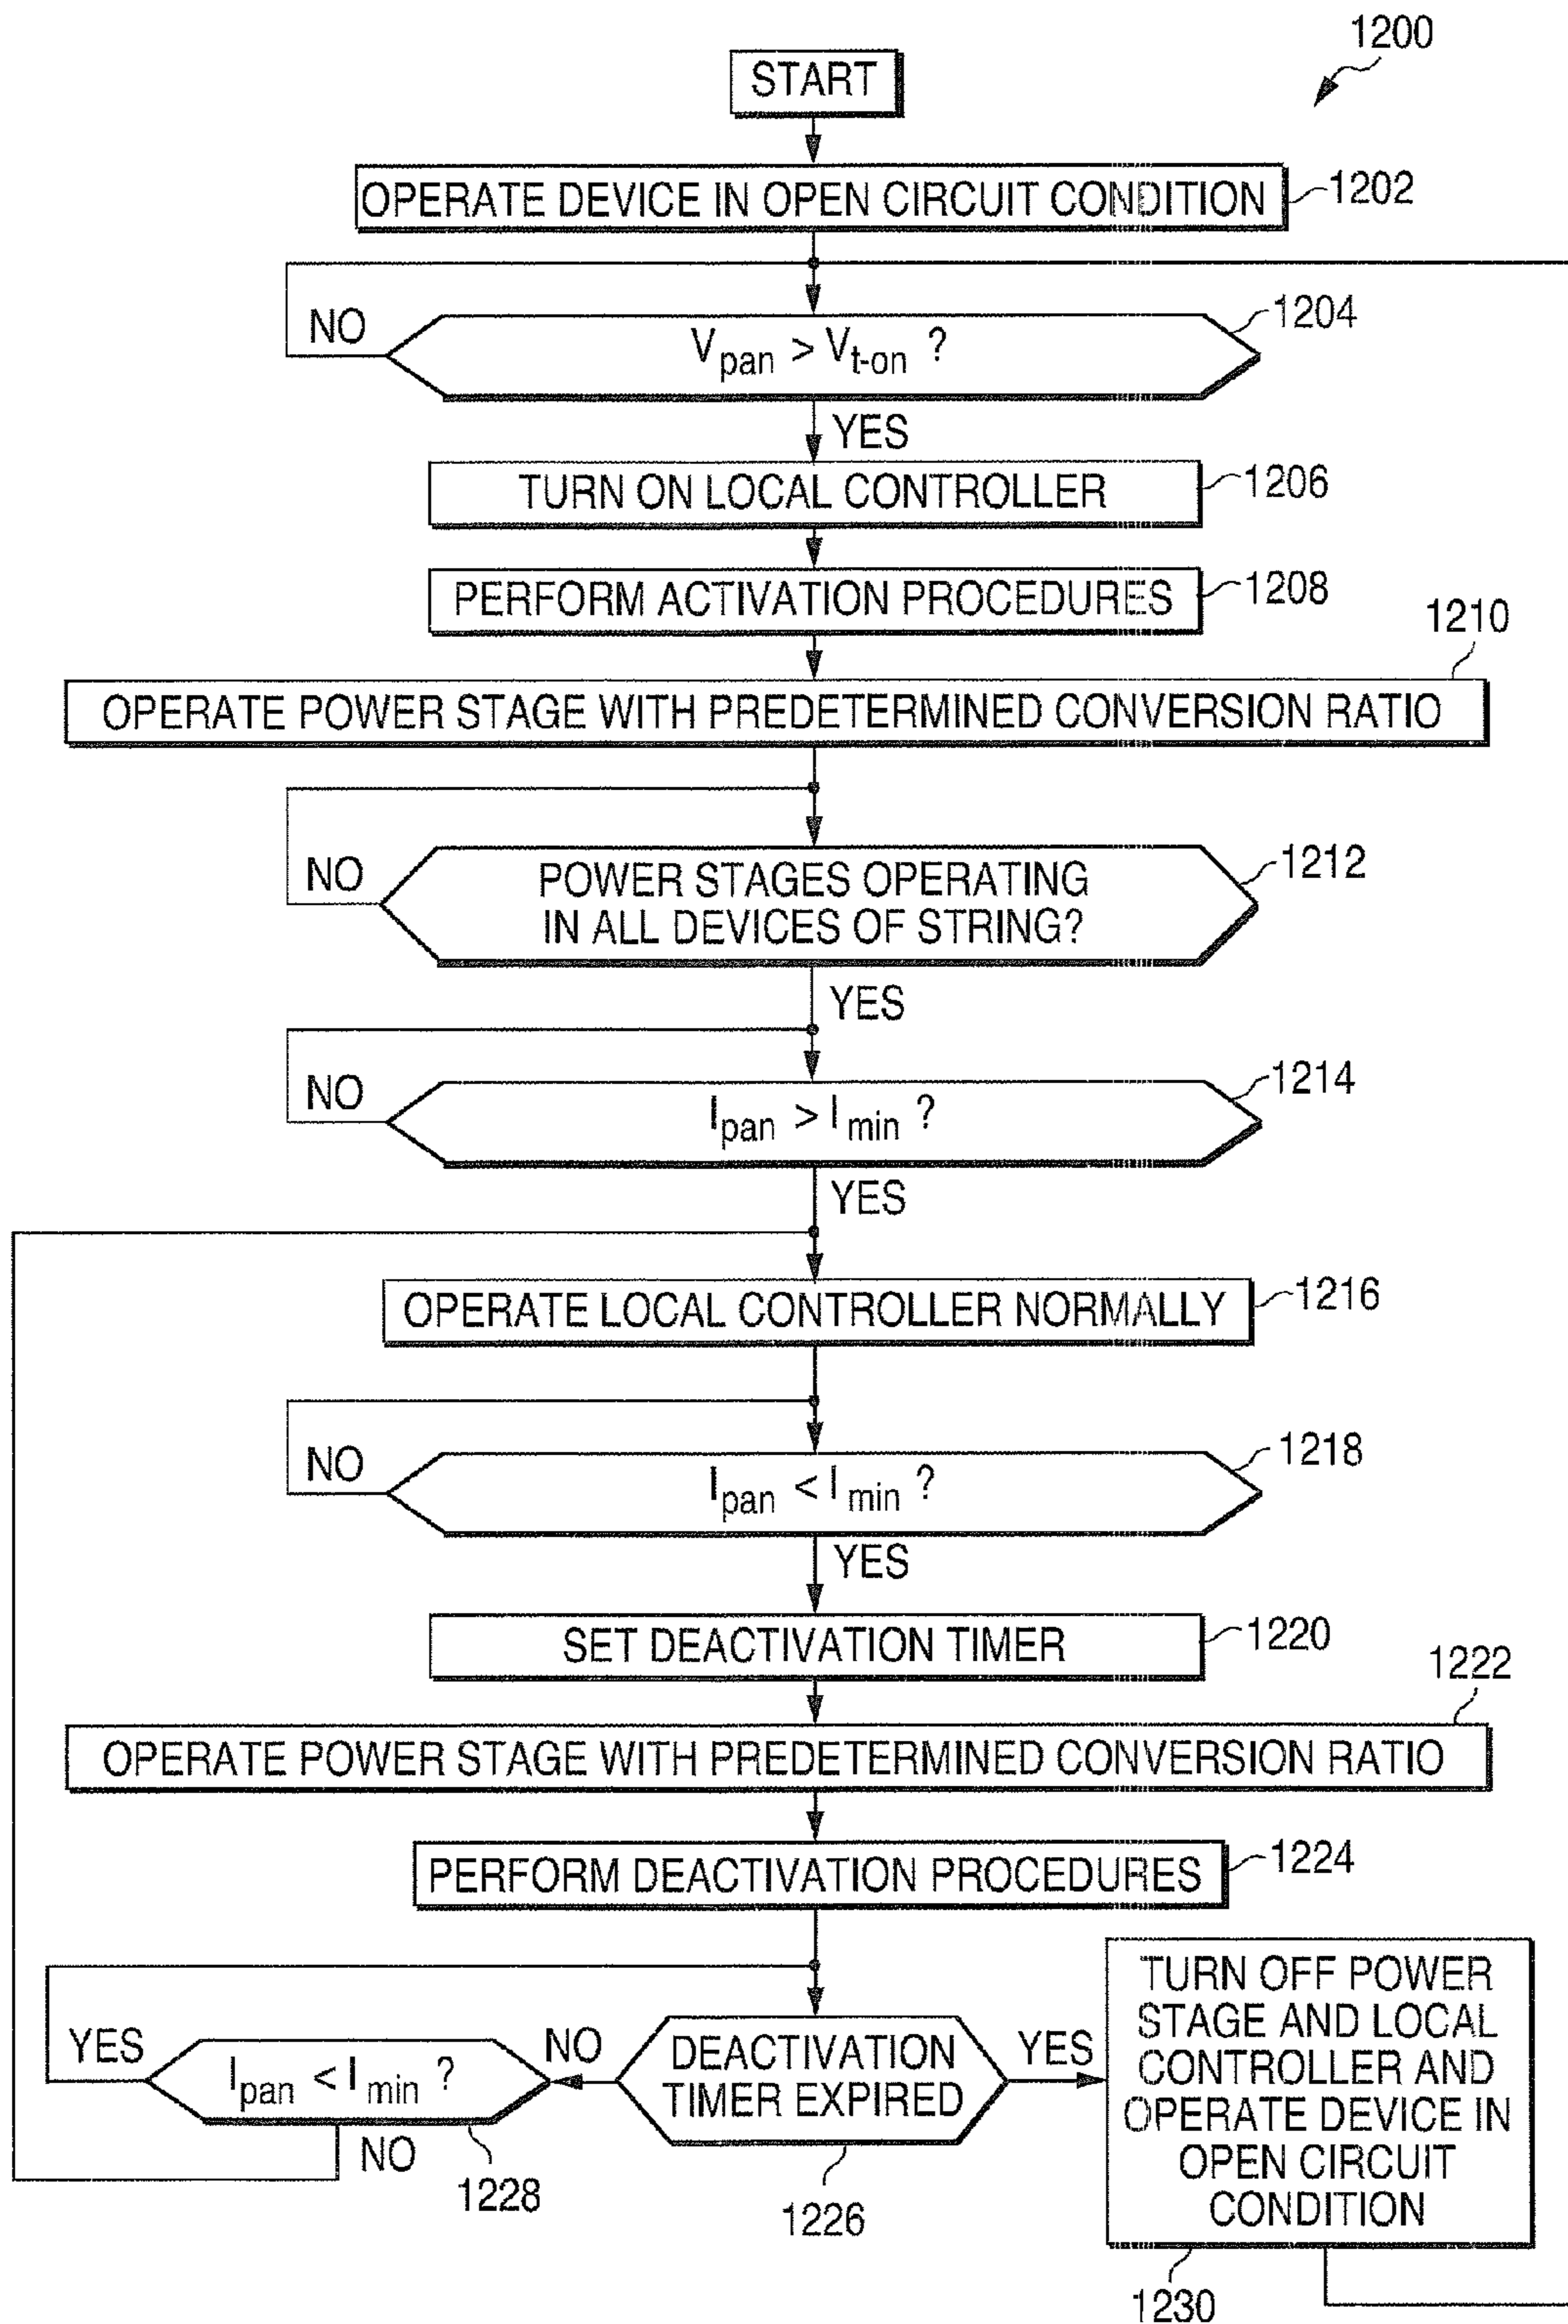 1200
START
OPERATE DEVICE IN OPEN CIRCUIT CONDITION
1202
NO
Vpan > Vt-on ?
1204
YES
TURN ON LOCAL CONTROLLER
1206
PERFORM ACTIVATION PROCEDURES
1208
1210
OPERATE POWER STAGE WITH PREDETERMINED CONVERSION RATIO
NO
POWER STAGES OPERATING
IN ALL DEVICES OF STRING?
1212
YES
NO
Ipan > Imin ?
1214
YES
OPERATE LOCAL CONTROLLER NORMALLY
1216
NO
Ipan < Imin ?
1218
YES
SET DEACTIVATION TIMER
1220
1222
OPERATE POWER STAGE WITH PREDETERMINED CONVERSION RATIO
PERFORM DEACTIVATION PROCEDURES
1224
YES
Ipan < Imin ?
NO
1228
NO
DEACTIVATION
TIMER EXPIRED
1226
YES
TURN OFF POWER
STAGE AND LOCAL
CONTROLLER AND
OPERATE DEVICE IN
OPEN CIRCUIT
CONDITION
1230